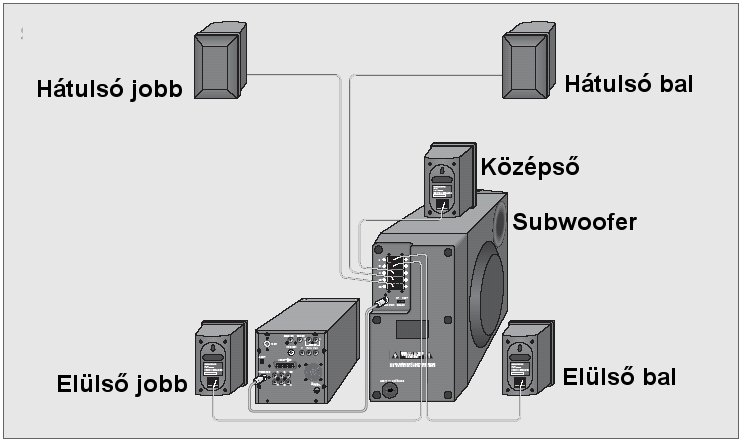 Hátulsó jobb
Hátulsó bal
Középső
Subwoofer
Elülső jobb
Elülső bal